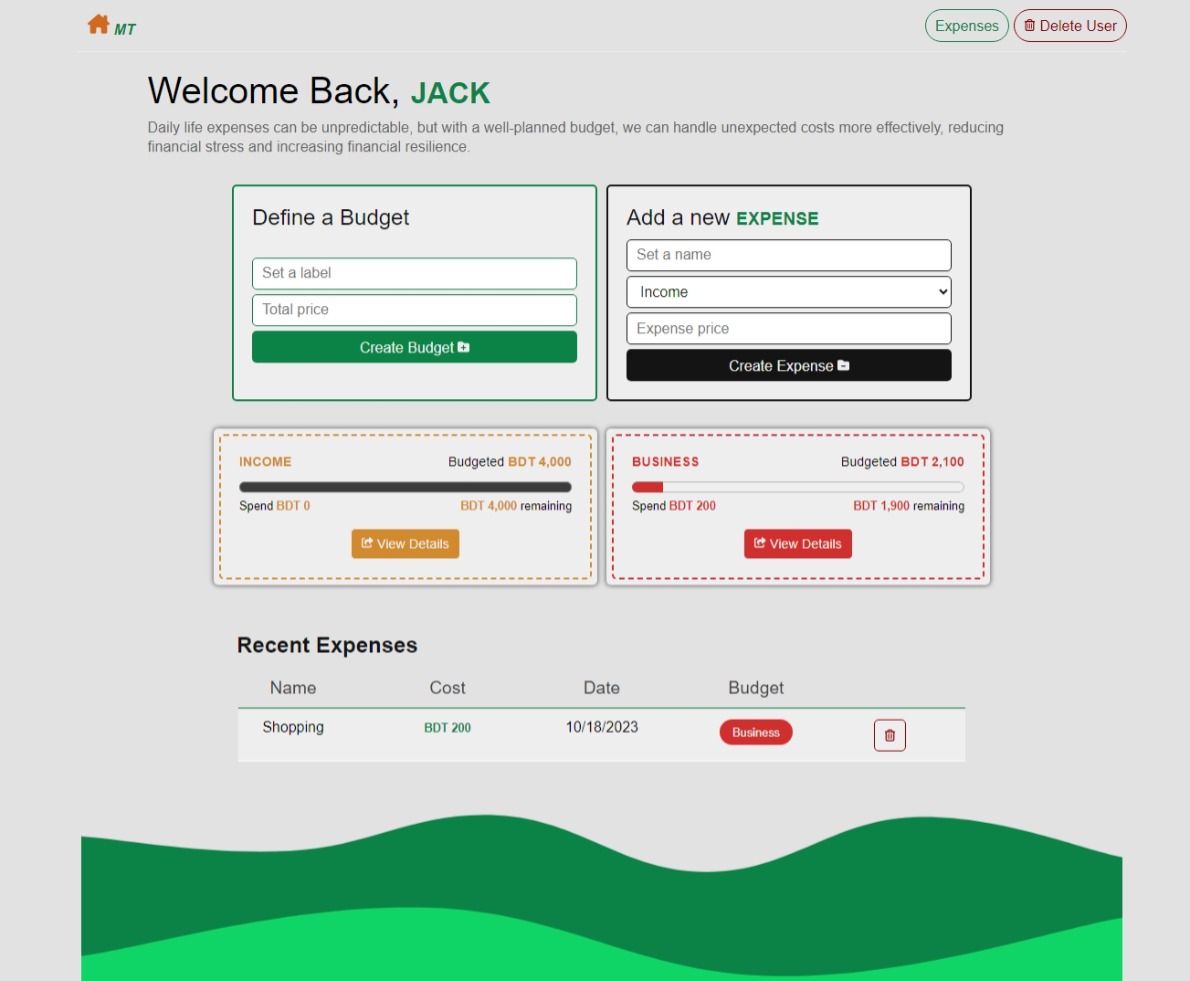 MT
Expenses
Delete User
Welcome Back, JACK
Daily life expenses can be unpredictable, but with a well-planned budget, we can handle unexpected costs more effectively, reducing
financial stress and increasing financial resilience.
Define a Budget
Set a label
Total price
Create Budget
Add a new EXPENSE
Set a name
Income
Expense price
Create Expense
INCOME
Budgeted BDT 4,000
Spend BDT 0
BDT 4,000 remaining
View Details
BUSINESS
Budgeted BDT 2,100
Spend BDT 200
BDT 1,900 remaining
View Details
Recent Expenses
Name Cost Date Budget
Shopping BDT 200 10/18/2023 Business